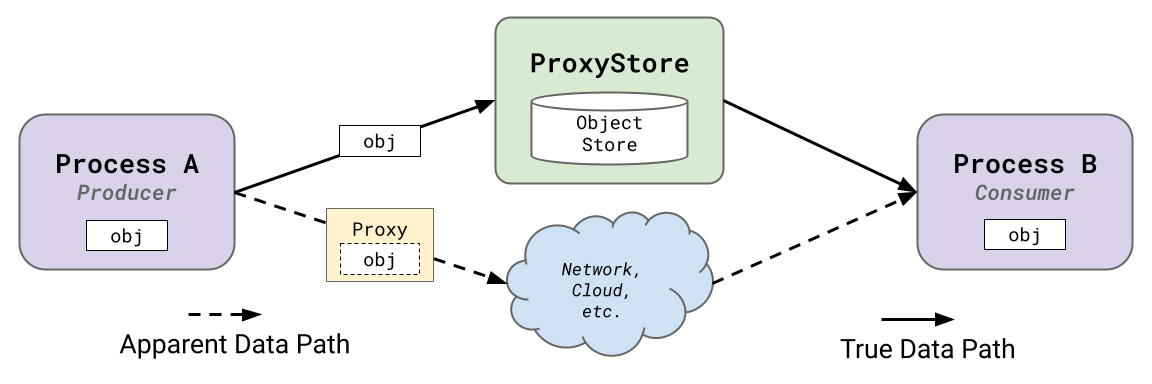 ProxyStore
Object
Store
obj
Process A
Producer
obj
Process B
Consumer
obj
Proxy
obj
Network,
Cloud,
etc.
Apparent Data Path
True Data Path